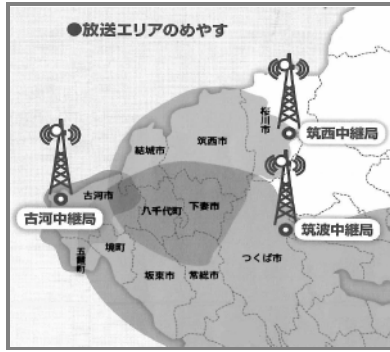 ●放送エリアのめやす
桜川市
筑西市
結城市
筑西中継局
古河市
八千代町
下妻市
古河中継局
筑波中継局
五霞町
境町
つくば市
坂東市
常総市